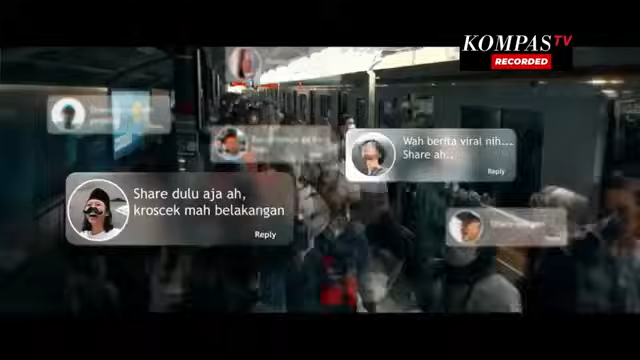 KOMPAS TV
RECORDED
Wah berita viral nih...
Share ah..
Reply
Share dulu aja ah,
kroscek mah belakangan
Reply